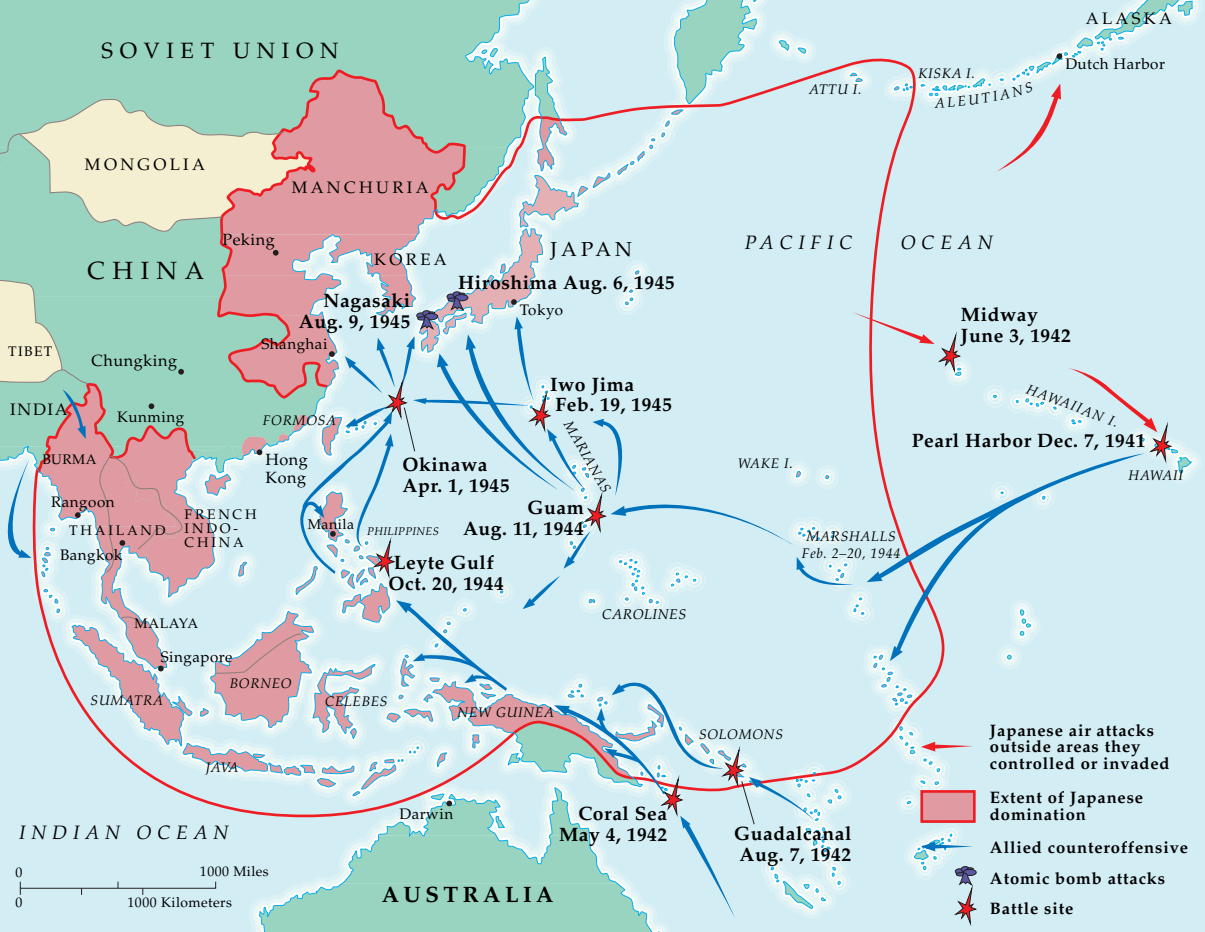 ALASKA
SOVIET UNION
Dutch Harbor
KISKA I.
ATTU I.
ALEUTIANS
MONGOLIA
MANCHURIA
Peking
PACIFIC OCEAN
JAPAN
KOREA
CHINA
Hiroshima Aug. 6, 1945
Nagasaki
Aug. 9, 1945
Tokyo
Midway
June 3, 1942
Shanghai
TIBET
Chungking
Iwo Jima
Feb. 19, 1945
HAWAIIAN I.
INDIA
Kunming
FORMOSA
MARIANAS
Pearl Harbor Dec. 7, 1941
BURMA
Hong
Kong
Okinawa
Apr. 1, 1945
WAKE I.
HAWAII
Rangoon
FRENCH
INDO-
CHINA
Guam
Aug. 11, 1944
THAILAND
Manila
PHILIPPINES
MARSHALLS
Feb. 2–20, 1944
Bangkok
Leyte Gulf
Oct. 20, 1944
CAROLINES
MALAYA
Singapore
BORNEO
SUMATRA
CELEBES
NEW GUINEA
SOLOMONS
JAVA
Japanese air attacks
outside areas they
controlled or invaded
Extent of Japanese
domination
Darwin
Coral Sea
May 4, 1942
INDIAN OCEAN
Guadalcanal
Aug. 7, 1942
Allied counteroffensive
0 1000 Miles
0 1000 Kilometers
Atomic bomb attacks
AUSTRALIA
Battle site